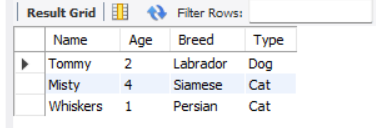 Result Grid Filter Rows:
Name Age Breed Type
Tommy 2 Labrador Dog
Misty 4 Siamese Cat
Whiskers 1 Persian Cat